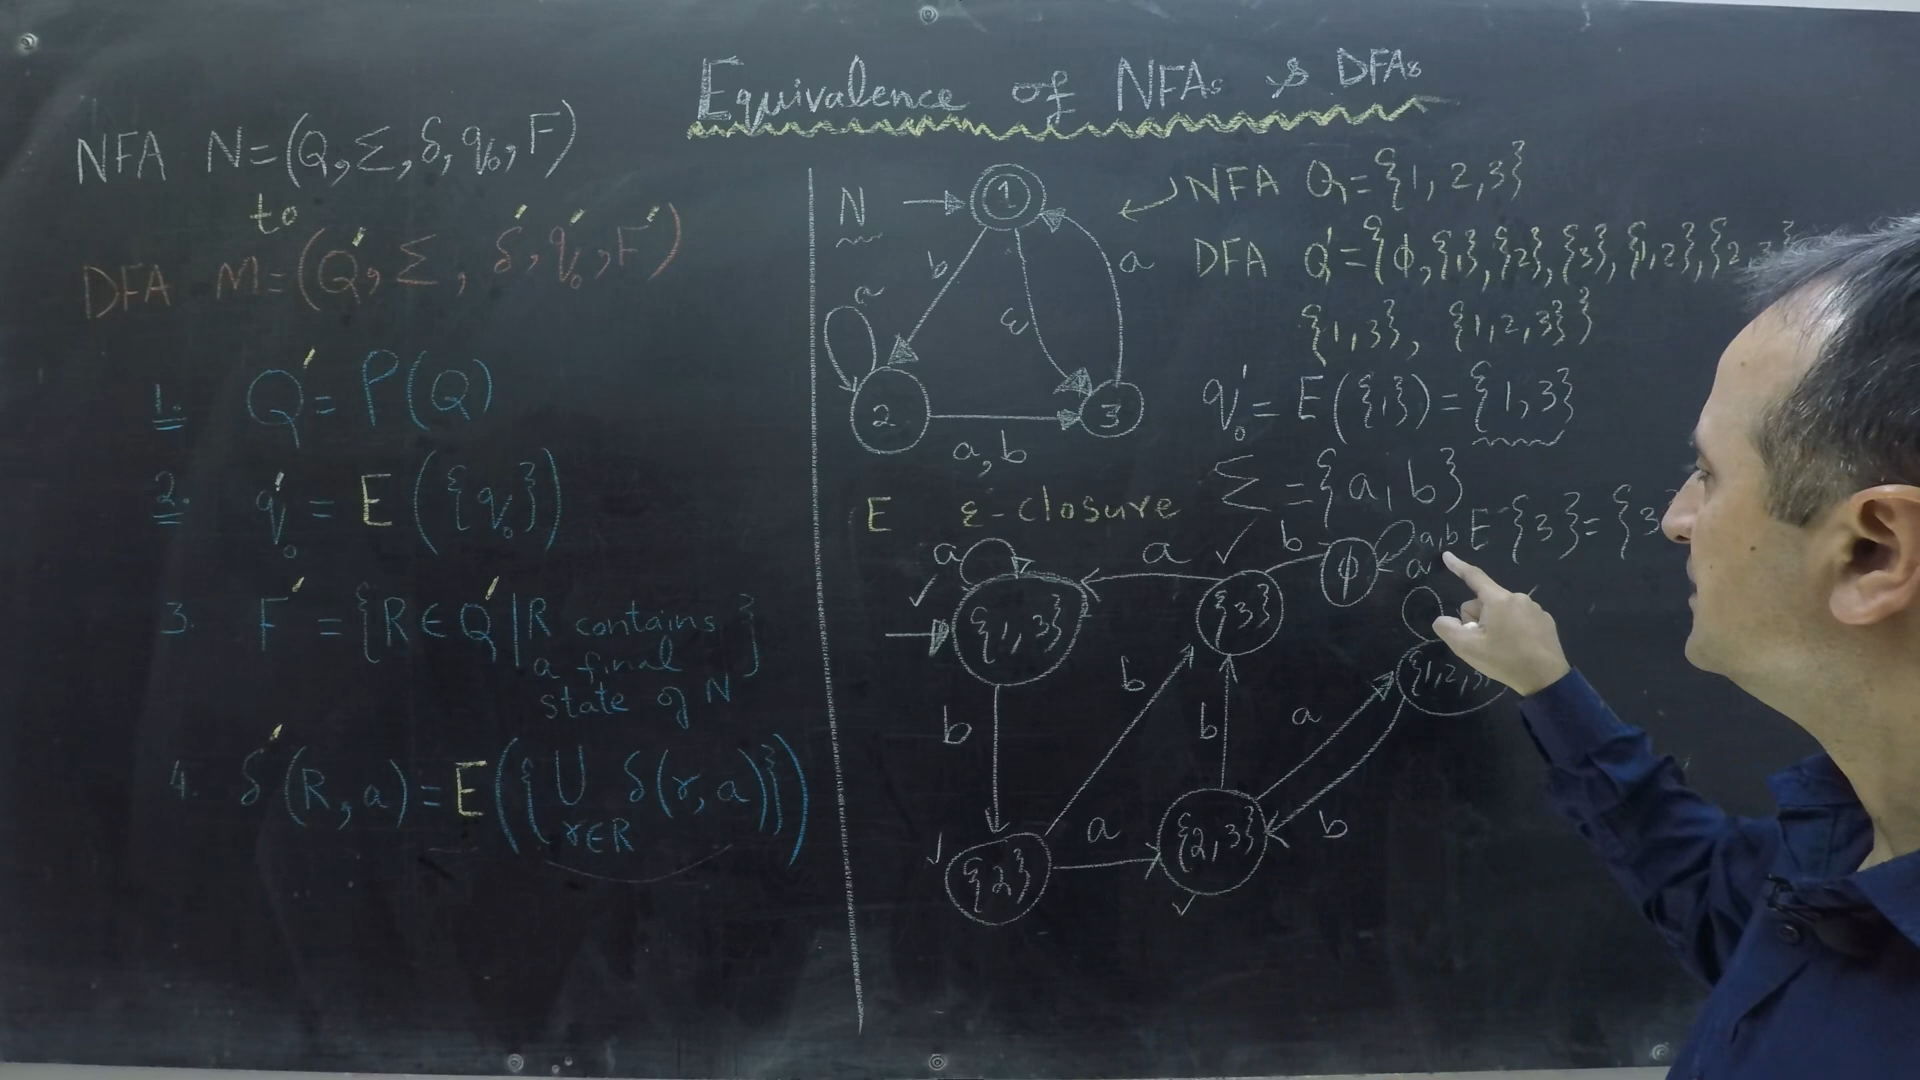 Equivalence of NFAs & DFAs
NFA N=(Q, Σ, δ, q₀, F)
to
DFA M=(Q', Σ, δ', q₀', F')
1. Q' = P(Q)
2. q₀' = E({q₀})
3. F' = {R ∈ Q' | R contains
a final
state of N}
4. δ'(R, a) = E({∪ δ(r, a)})
r∈R
N
1
b
ε
a
a
2
3
a, b
NFA Q = {1, 2, 3}
DFA Q' = {ϕ, {1}, {2}, {3}, {1,2}, {2,3
{1,3}, {1,2,3}}
q₀' = E({1}) = {1,3}
Σ = {a, b}
E ε-closure
E {3} = {3
a
{1,3}
a
✓
{3}
b
ϕ
a,b
a
✓
{1,2,3}
b
b
b
a
✓
{2}
a
{2,3}
b
✓